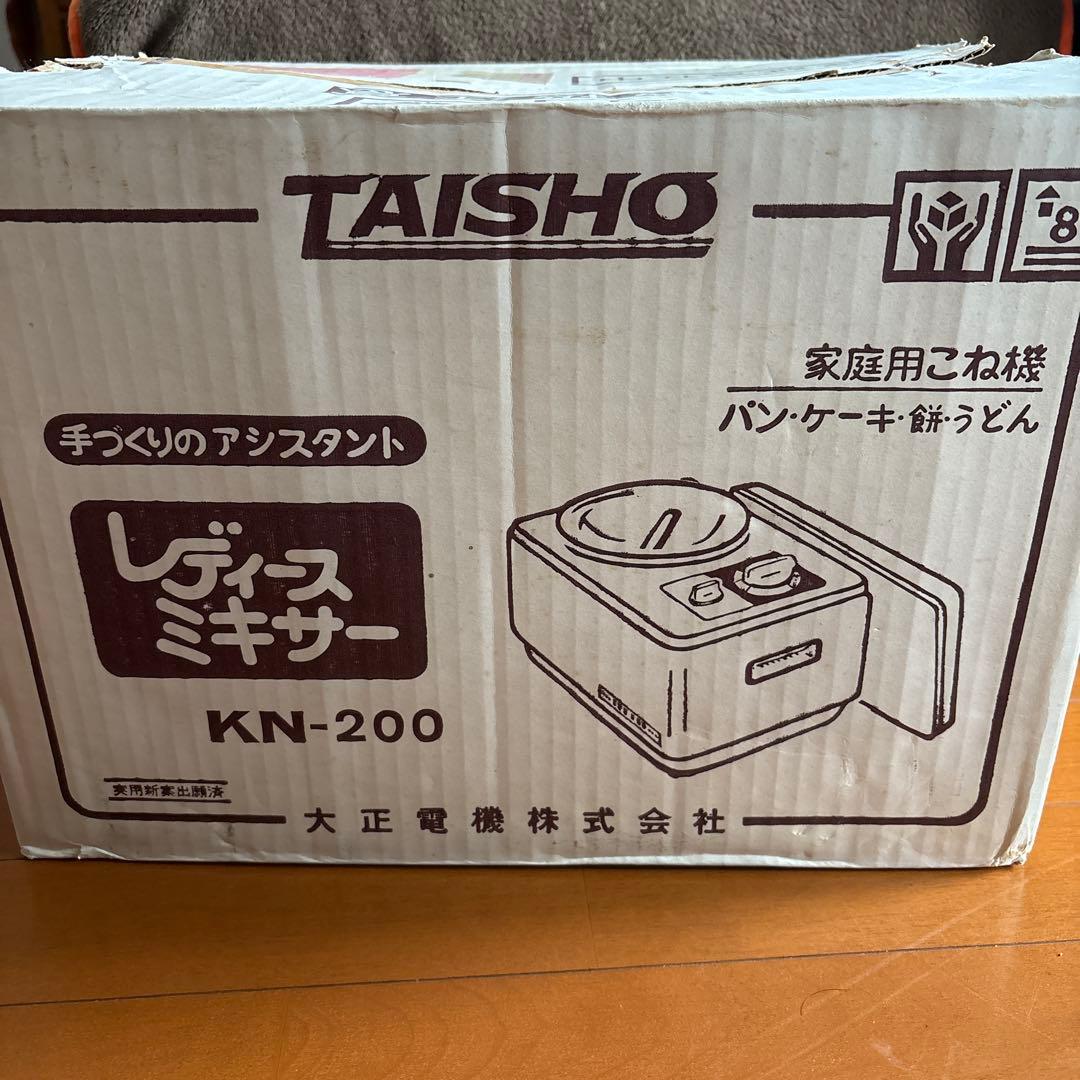 TAISHO
8
家庭用こね機
パン・ケーキ・餅・うどん
手づくりのアシスタント
レディース
ミキサー
KN-200
実用新案出願済
大正電機株式会社